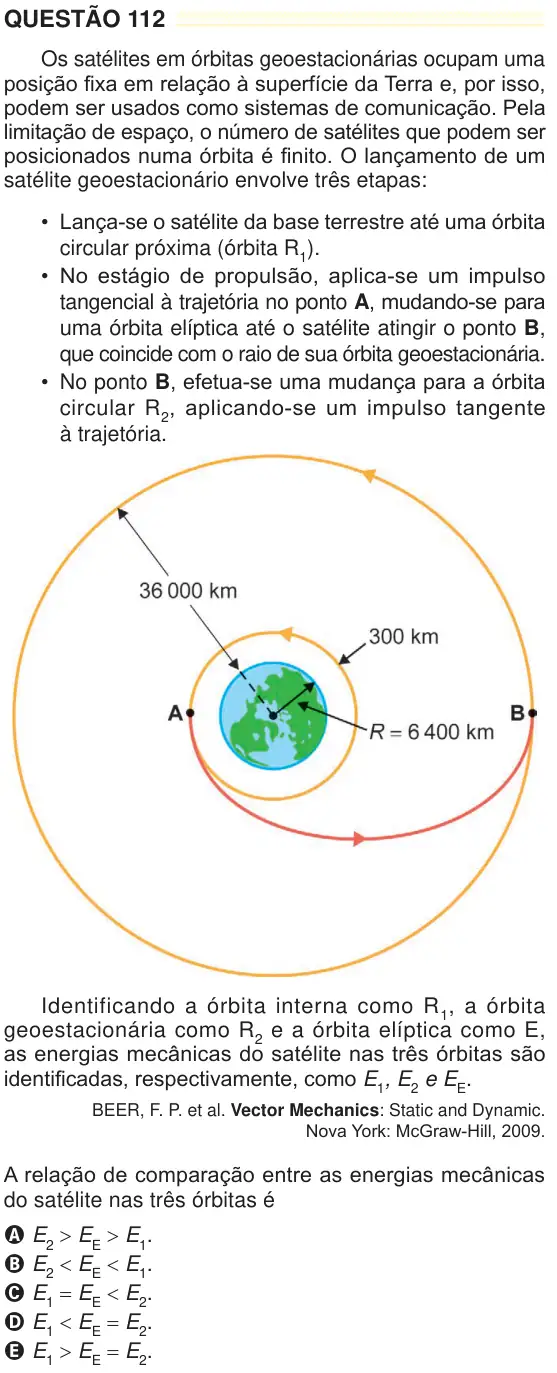 QUESTÃO 112
Os satélites em órbitas geoestacionárias ocupam uma
posição fixa em relação à superfície da Terra e, por isso,
podem ser usados como sistemas de comunicação. Pela
limitação de espaço, o número de satélites que podem ser
posicionados numa órbita é finito. O lançamento de um
satélite geoestacionário envolve três etapas:
• Lança-se o satélite da base terrestre até uma órbita
circular próxima (órbita R₁).
• No estágio de propulsão, aplica-se um impulso
tangencial à trajetória no ponto A, mudando-se para
uma órbita elíptica até o satélite atingir o ponto B,
que coincide com o raio de sua órbita geoestacionária.
• No ponto B, efetua-se uma mudança para a órbita
circular R₂, aplicando-se um impulso tangente
à trajetória.
36 000 km
300 km
A
B
R = 6 400 km
Identificando a órbita interna como R₁, a órbita
geoestacionária como R₂ e a órbita elíptica como E,
as energias mecânicas do satélite nas três órbitas são
identificadas, respectivamente, como E₁, E₂ e E_E.
BEER, F. P. et al. Vector Mechanics: Static and Dynamic.
Nova York: McGraw-Hill, 2009.
A relação de comparação entre as energias mecânicas
do satélite nas três órbitas é
A E₂ > E_E > E₁.
B E₂ < E_E < E₁.
C E₁ = E_E < E₂.
D E₁ < E_E = E₂.
E E₁ > E_E = E₂.